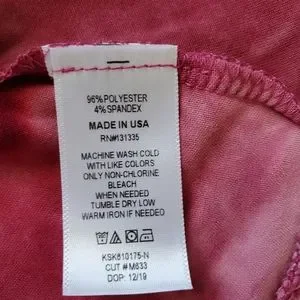 96% POLYESTER
4% SPANDEX
MADE IN USA
RN#131335
MACHINE WASH COLD
WITH LIKE COLORS
ONLY NON-CHLORINE
BLEACH
WHEN NEEDED
TUMBLE DRY LOW
WARM IRON IF NEEDED
KSK610175-N
CUT #M633
DOP: 12/19